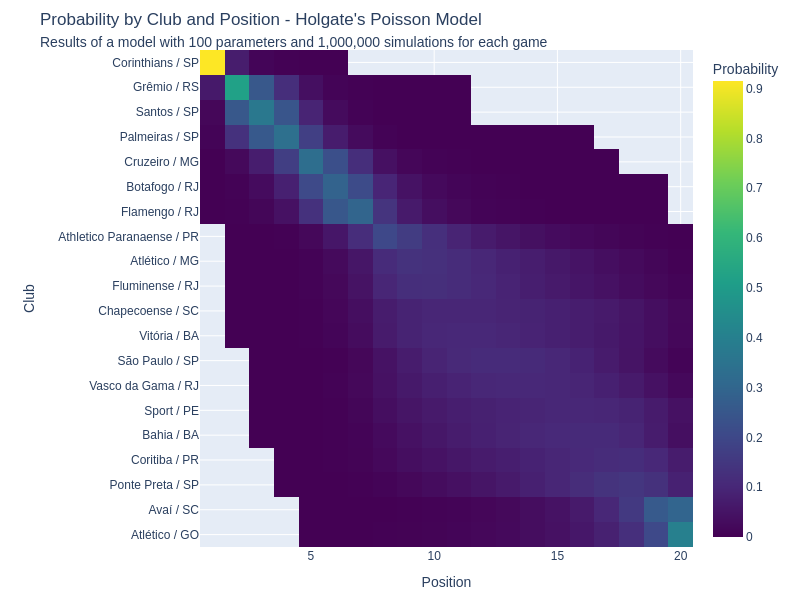 Probability by Club and Position - Holgate's Poisson Model
Results of a model with 100 parameters and 1,000,000 simulations for each game
Probability
Corinthians / SP
Grêmio / RS
Santos / SP
Palmeiras / SP
Cruzeiro / MG
Botafogo / RJ
Flamengo / RJ
Athletico Paranaense / PR
Atlético / MG
Fluminense / RJ
Chapecoense / SC
Vitória / BA
São Paulo / SP
Vasco da Gama / RJ
Sport / PE
Bahia / BA
Coritiba / PR
Ponte Preta / SP
Avaí / SC
Atlético / GO
Club
0.9
0.8
0.7
0.6
0.5
0.4
0.3
0.2
0.1
0
5
10
15
20
Position